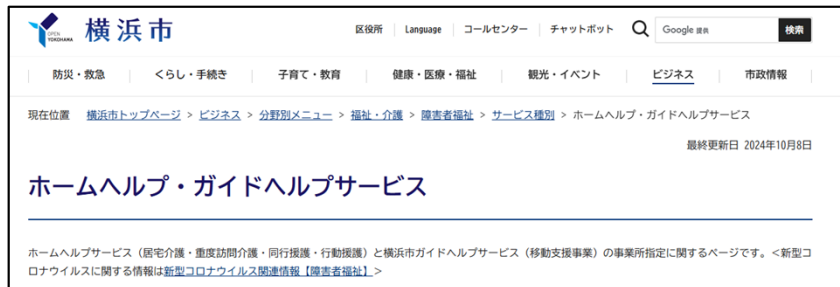 OPEN YOKOHAMA 横浜市 区役所 Language コールセンター チャットボット Google 提供 検索
防災・救急 くらし・手続き 子育て・教育 健康・医療・福祉 観光・イベント ビジネス 市政情報
現在位置 横浜市トップページ > ビジネス > 分野別メニュー > 福祉・介護 > 障害者福祉 > サービス種別 > ホームヘルプ・ガイドヘルプサービス
最終更新日 2024年10月8日
ホームヘルプ・ガイドヘルプサービス
ホームヘルプサービス（居宅介護・重度訪問介護・同行援護・行動援護）と横浜市ガイドヘルプサービス（移動支援事業）の事業所指定に関するページです。<新型コ
ロナウイルスに関する情報は新型コロナウイルス関連情報【障害者福祉】>